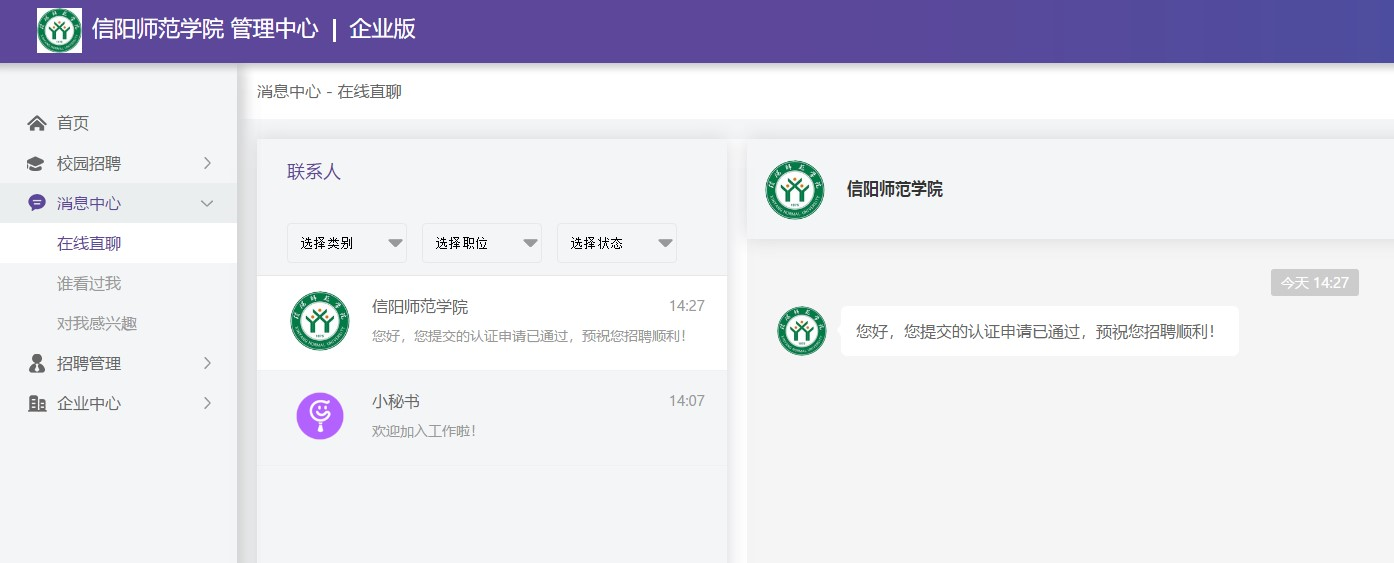 信阳师范学院 管理中心 | 企业版
消息中心 - 在线直聊
首页
校园招聘
消息中心
在线直聊
谁看过我
对我感兴趣
招聘管理
企业中心
联系人
选择类别
选择职位
选择状态
信阳师范学院
14:27
您好，您提交的认证申请已通过，预祝您招聘顺利！
小秘书
14:07
欢迎加入工作啦！
信阳师范学院
今天 14:27
您好，您提交的认证申请已通过，预祝您招聘顺利！